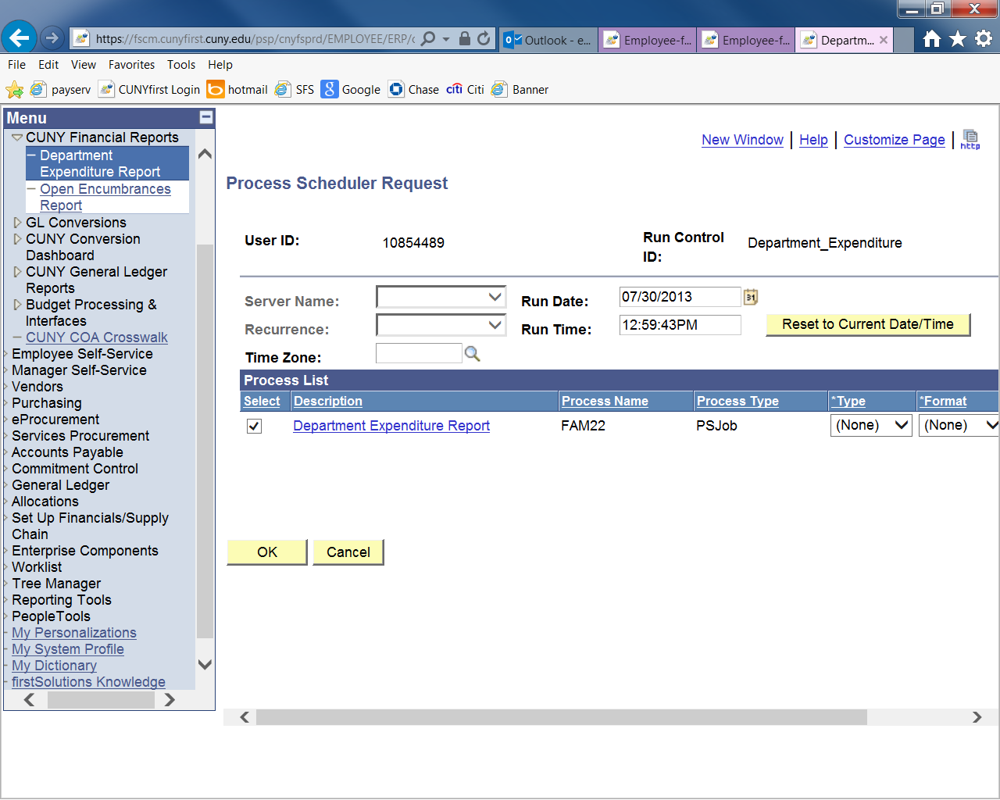 https://fscm.cunyfirst.cuny.edu/psp/cnyfsprd/EMPLOYEE/ERP/c
Outlook - e...
Employee-f...
Employee-f...
Departm...
File Edit View Favorites Tools Help
payserv CUNYfirst Login hotmail SFS Google Chase citi Citi Banner
Menu
CUNY Financial Reports
Department
Expenditure Report
Open Encumbrances
Report
GL Conversions
CUNY Conversion
Dashboard
CUNY General Ledger
Reports
Budget Processing &
Interfaces
CUNY COA Crosswalk
Employee Self-Service
Manager Self-Service
Vendors
Purchasing
eProcurement
Services Procurement
Accounts Payable
Commitment Control
General Ledger
Allocations
Set Up Financials/Supply
Chain
Enterprise Components
Worklist
Tree Manager
Reporting Tools
PeopleTools
My Personalizations
My System Profile
My Dictionary
firstSolutions Knowledge
New Window | Help | Customize Page | http
Process Scheduler Request
User ID: 10854489 Run Control
ID: Department_Expenditure
Server Name: Run Date: 07/30/2013 31
Recurrence: Run Time: 12:59:43PM Reset to Current Date/Time
Time Zone:
Process List
Select Description Process Name Process Type *Type *Format
Department Expenditure Report FAM22 PSJob (None) (None)
OK Cancel